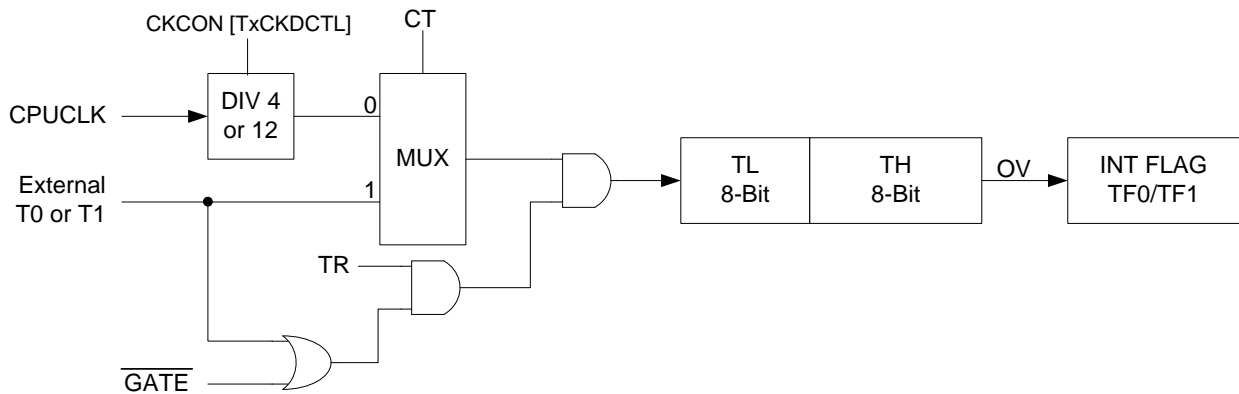 CKCON [TxCKDCTL]
CT
CPUCLK
DIV 4
or 12
0
MUX
External
T0 or T1
1
TL
8-Bit
TH
8-Bit
OV
INT FLAG
TF0/TF1
TR
GATE